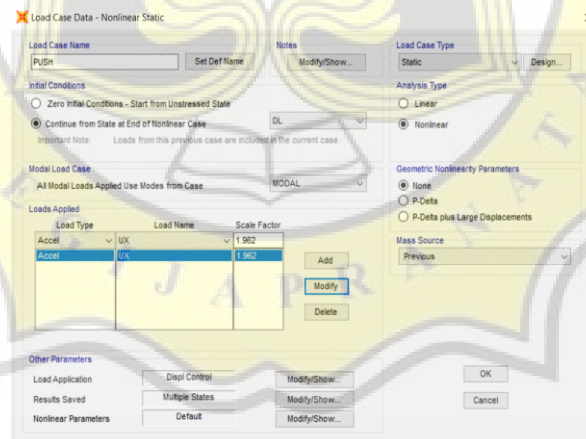 Load Case Data - Nonlinear Static
Load Case Name
PUSH
Set Def Name
Notes
Modify/Show...
Load Case Type
Static
Design...
Initial Conditions
Zero Initial Conditions - Start from Unstressed State
Continue from State at End of Nonlinear Case
DL
Important Note: Loads from this previous case are included in the current case
Analysis Type
Linear
Nonlinear
Modal Load Case
All Modal Loads Applied Use Modes from Case
MODAL
Geometric Nonlinearity Parameters
None
P-Delta
P-Delta plus Large Displacements
Loads Applied
Load Type Load Name Scale Factor
Accel UX 1.962
Accel UX 1.962
Add
Modify
Delete
Mass Source
Previous
Other Parameters
Load Application Displ Control Modify/Show...
Results Saved Multiple States Modify/Show...
Nonlinear Parameters Default Modify/Show...
OK
Cancel
J A P R A N A T